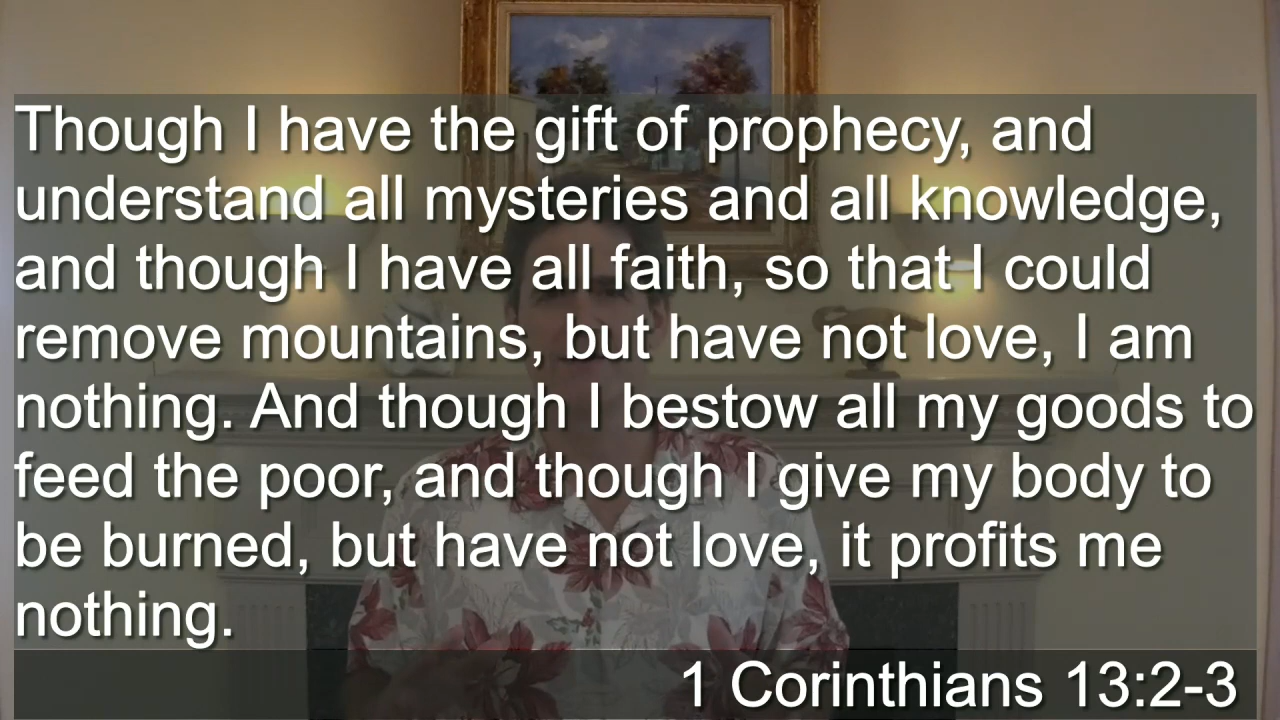 Though I have the gift of prophecy, and
understand all mysteries and all knowledge,
and though I have all faith, so that I could
remove mountains, but have not love, I am
nothing. And though I bestow all my goods to
feed the poor, and though I give my body to
be burned, but have not love, it profits me
nothing.
1 Corinthians 13:2-3